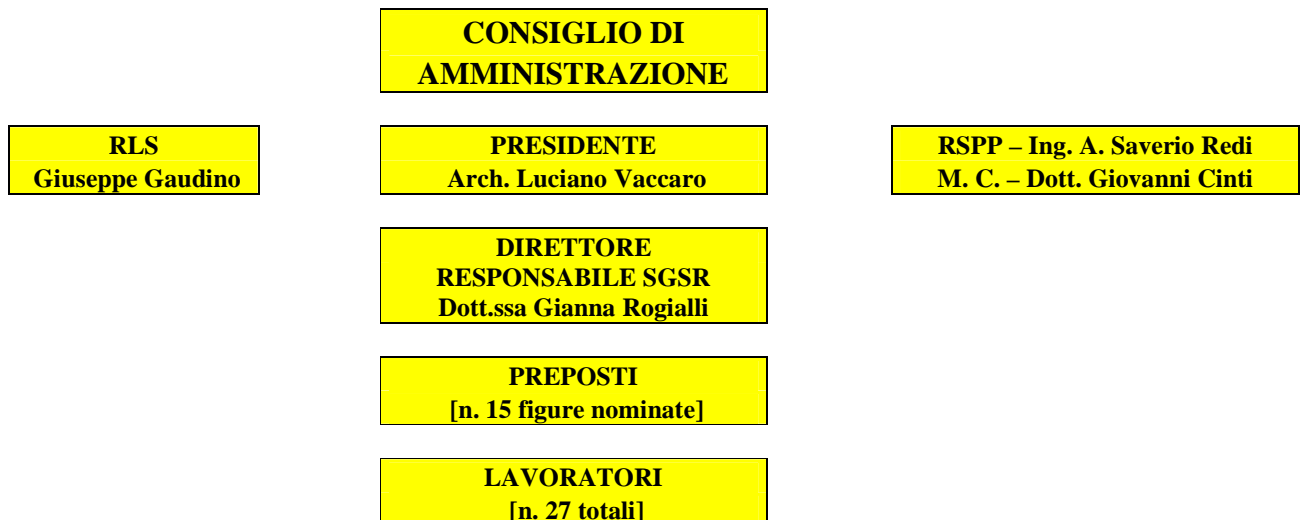 CONSIGLIO DI
AMMINISTRAZIONE
RLS
Giuseppe Gaudino
PRESIDENTE
Arch. Luciano Vaccaro
RSPP – Ing. A. Saverio Redi
M. C. – Dott. Giovanni Cinti
DIRETTORE
RESPONSABILE SGSR
Dott.ssa Gianna Rogialli
PREPOSTI
[n. 15 figure nominate]
LAVORATORI
[n. 27 totali]